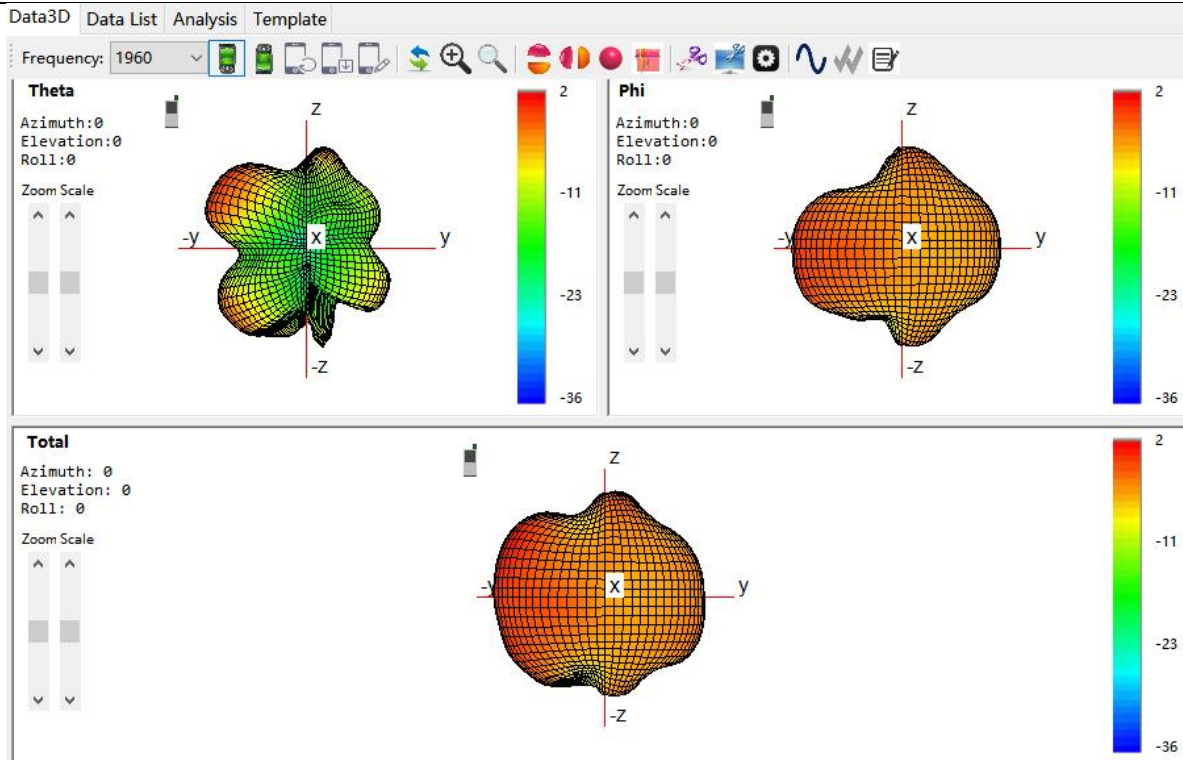 Data3D Data List Analysis Template
Frequency: 1960
Theta
Azimuth:0
Elevation:0
Roll:0
Zoom Scale
z
-y
x
y
-z
2
-11
-23
-36
Phi
Azimuth:0
Elevation:0
Roll:0
Zoom Scale
z
-y
x
y
-z
2
-11
-23
-36
Total
Azimuth: 0
Elevation: 0
Roll: 0
Zoom Scale
z
-y
x
y
-z
2
-11
-23
-36